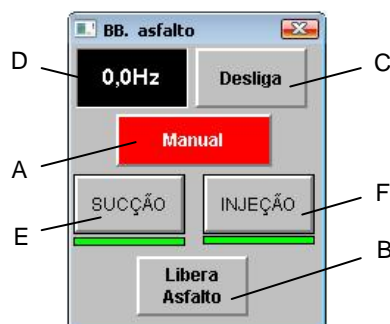 BB. asfalto
D
0,0Hz
Desliga
C
Manual
A
SUCÇÃO
INJEÇÃO
F
E
B
Libera
Asfalto